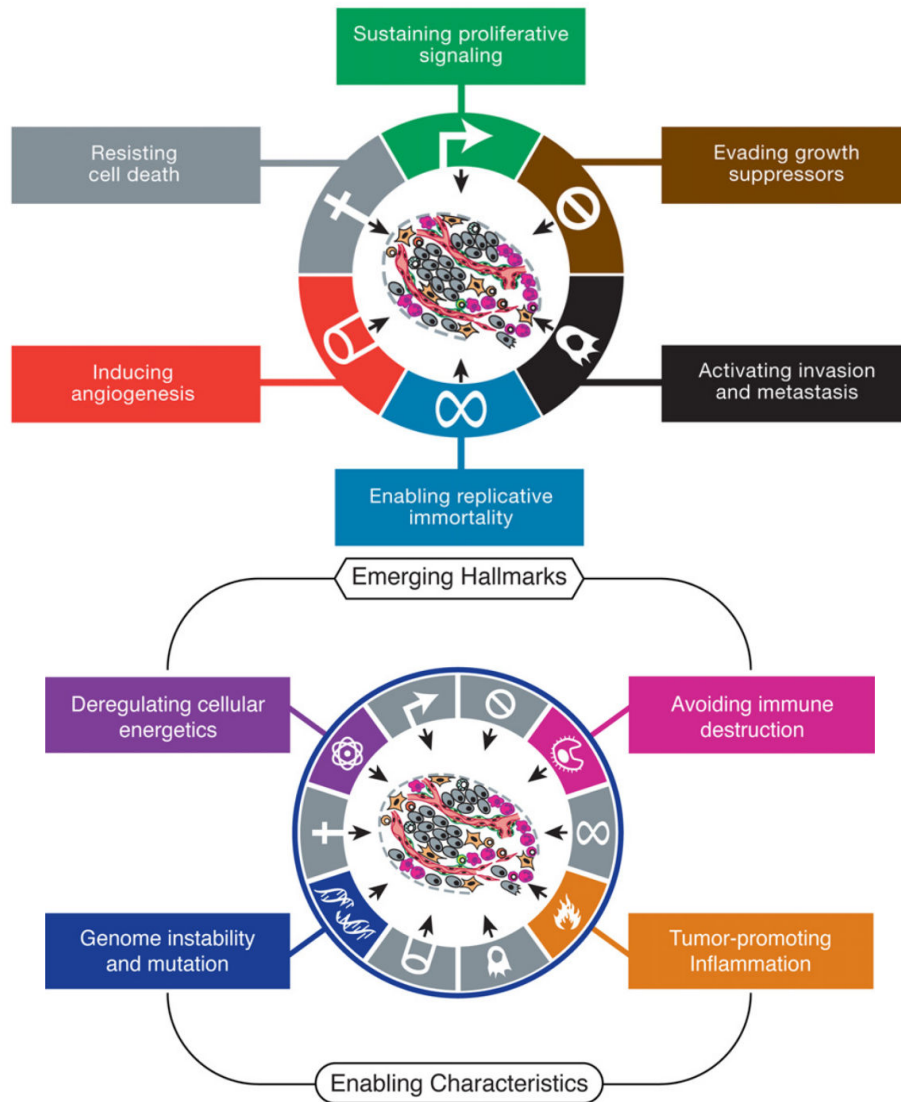 Sustaining proliferative
signaling
Resisting
cell death
Evading growth
suppressors
Inducing
angiogenesis
Activating invasion
and metastasis
Enabling replicative
immortality
Emerging Hallmarks
Deregulating cellular
energetics
Avoiding immune
destruction
Genome instability
and mutation
Tumor-promoting
Inflammation
Enabling Characteristics